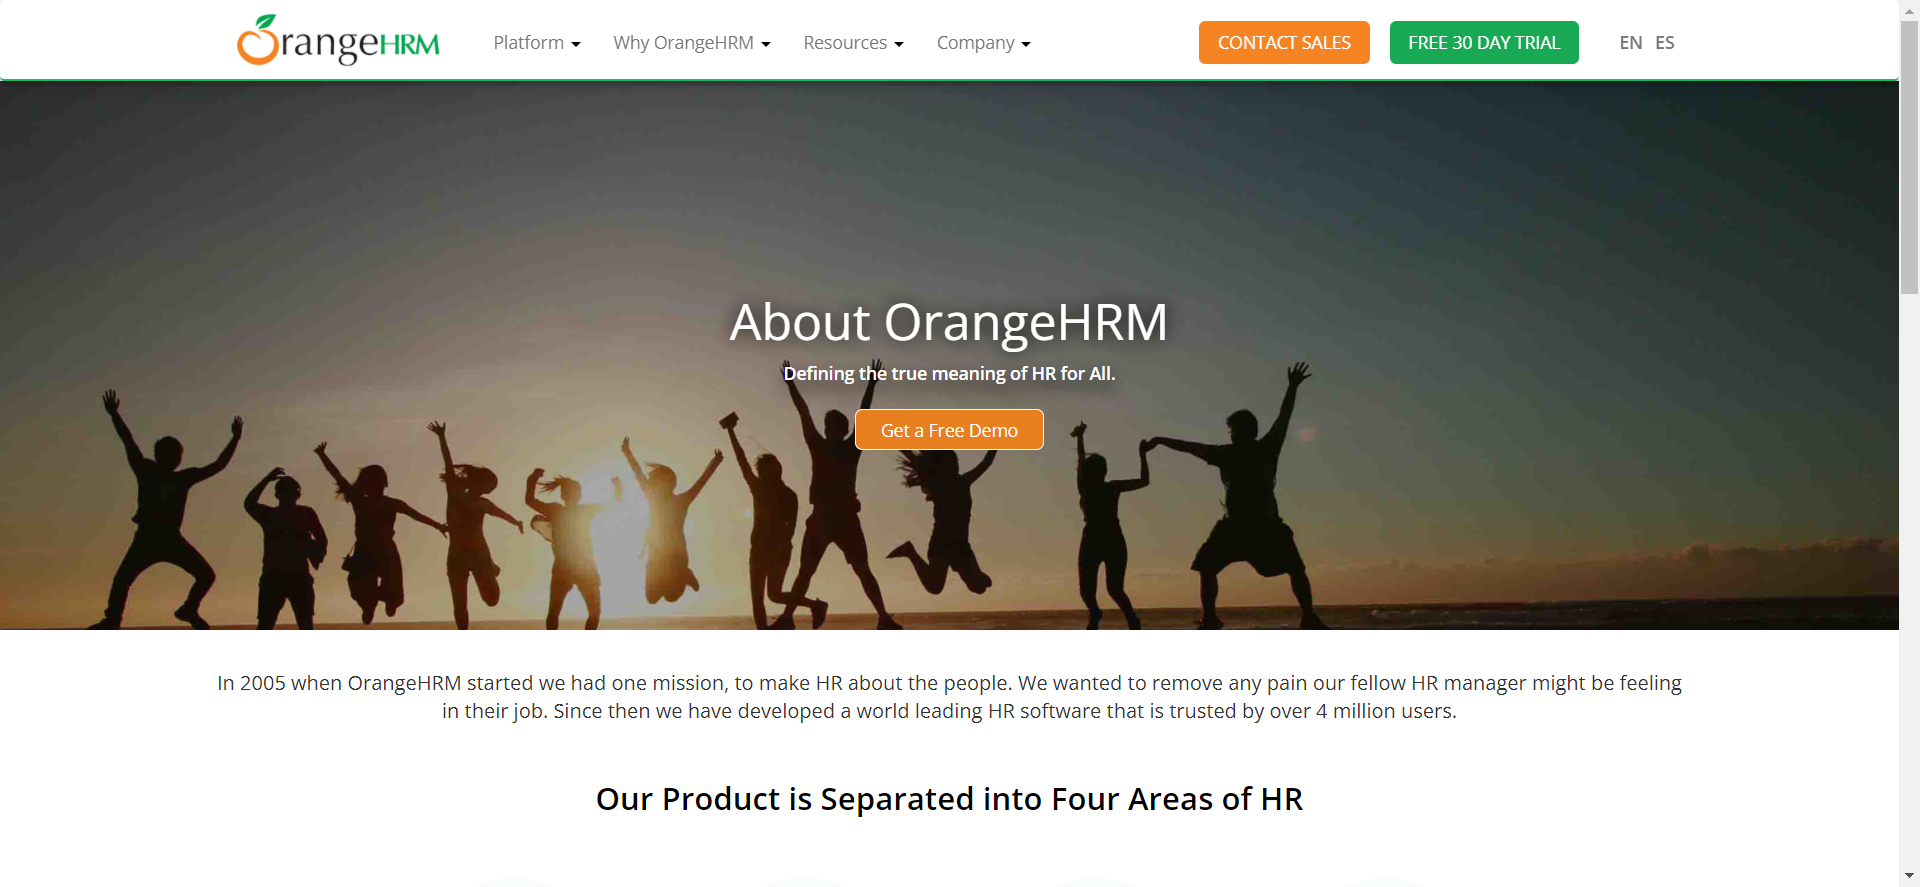 OrangeHRM
Platform
Why OrangeHRM
Resources
Company
CONTACT SALES
FREE 30 DAY TRIAL
EN ES
About OrangeHRM
Defining the true meaning of HR for All.
Get a Free Demo
In 2005 when OrangeHRM started we had one mission, to make HR about the people. We wanted to remove any pain our fellow HR manager might be feeling
in their job. Since then we have developed a world leading HR software that is trusted by over 4 million users.
Our Product is Separated into Four Areas of HR